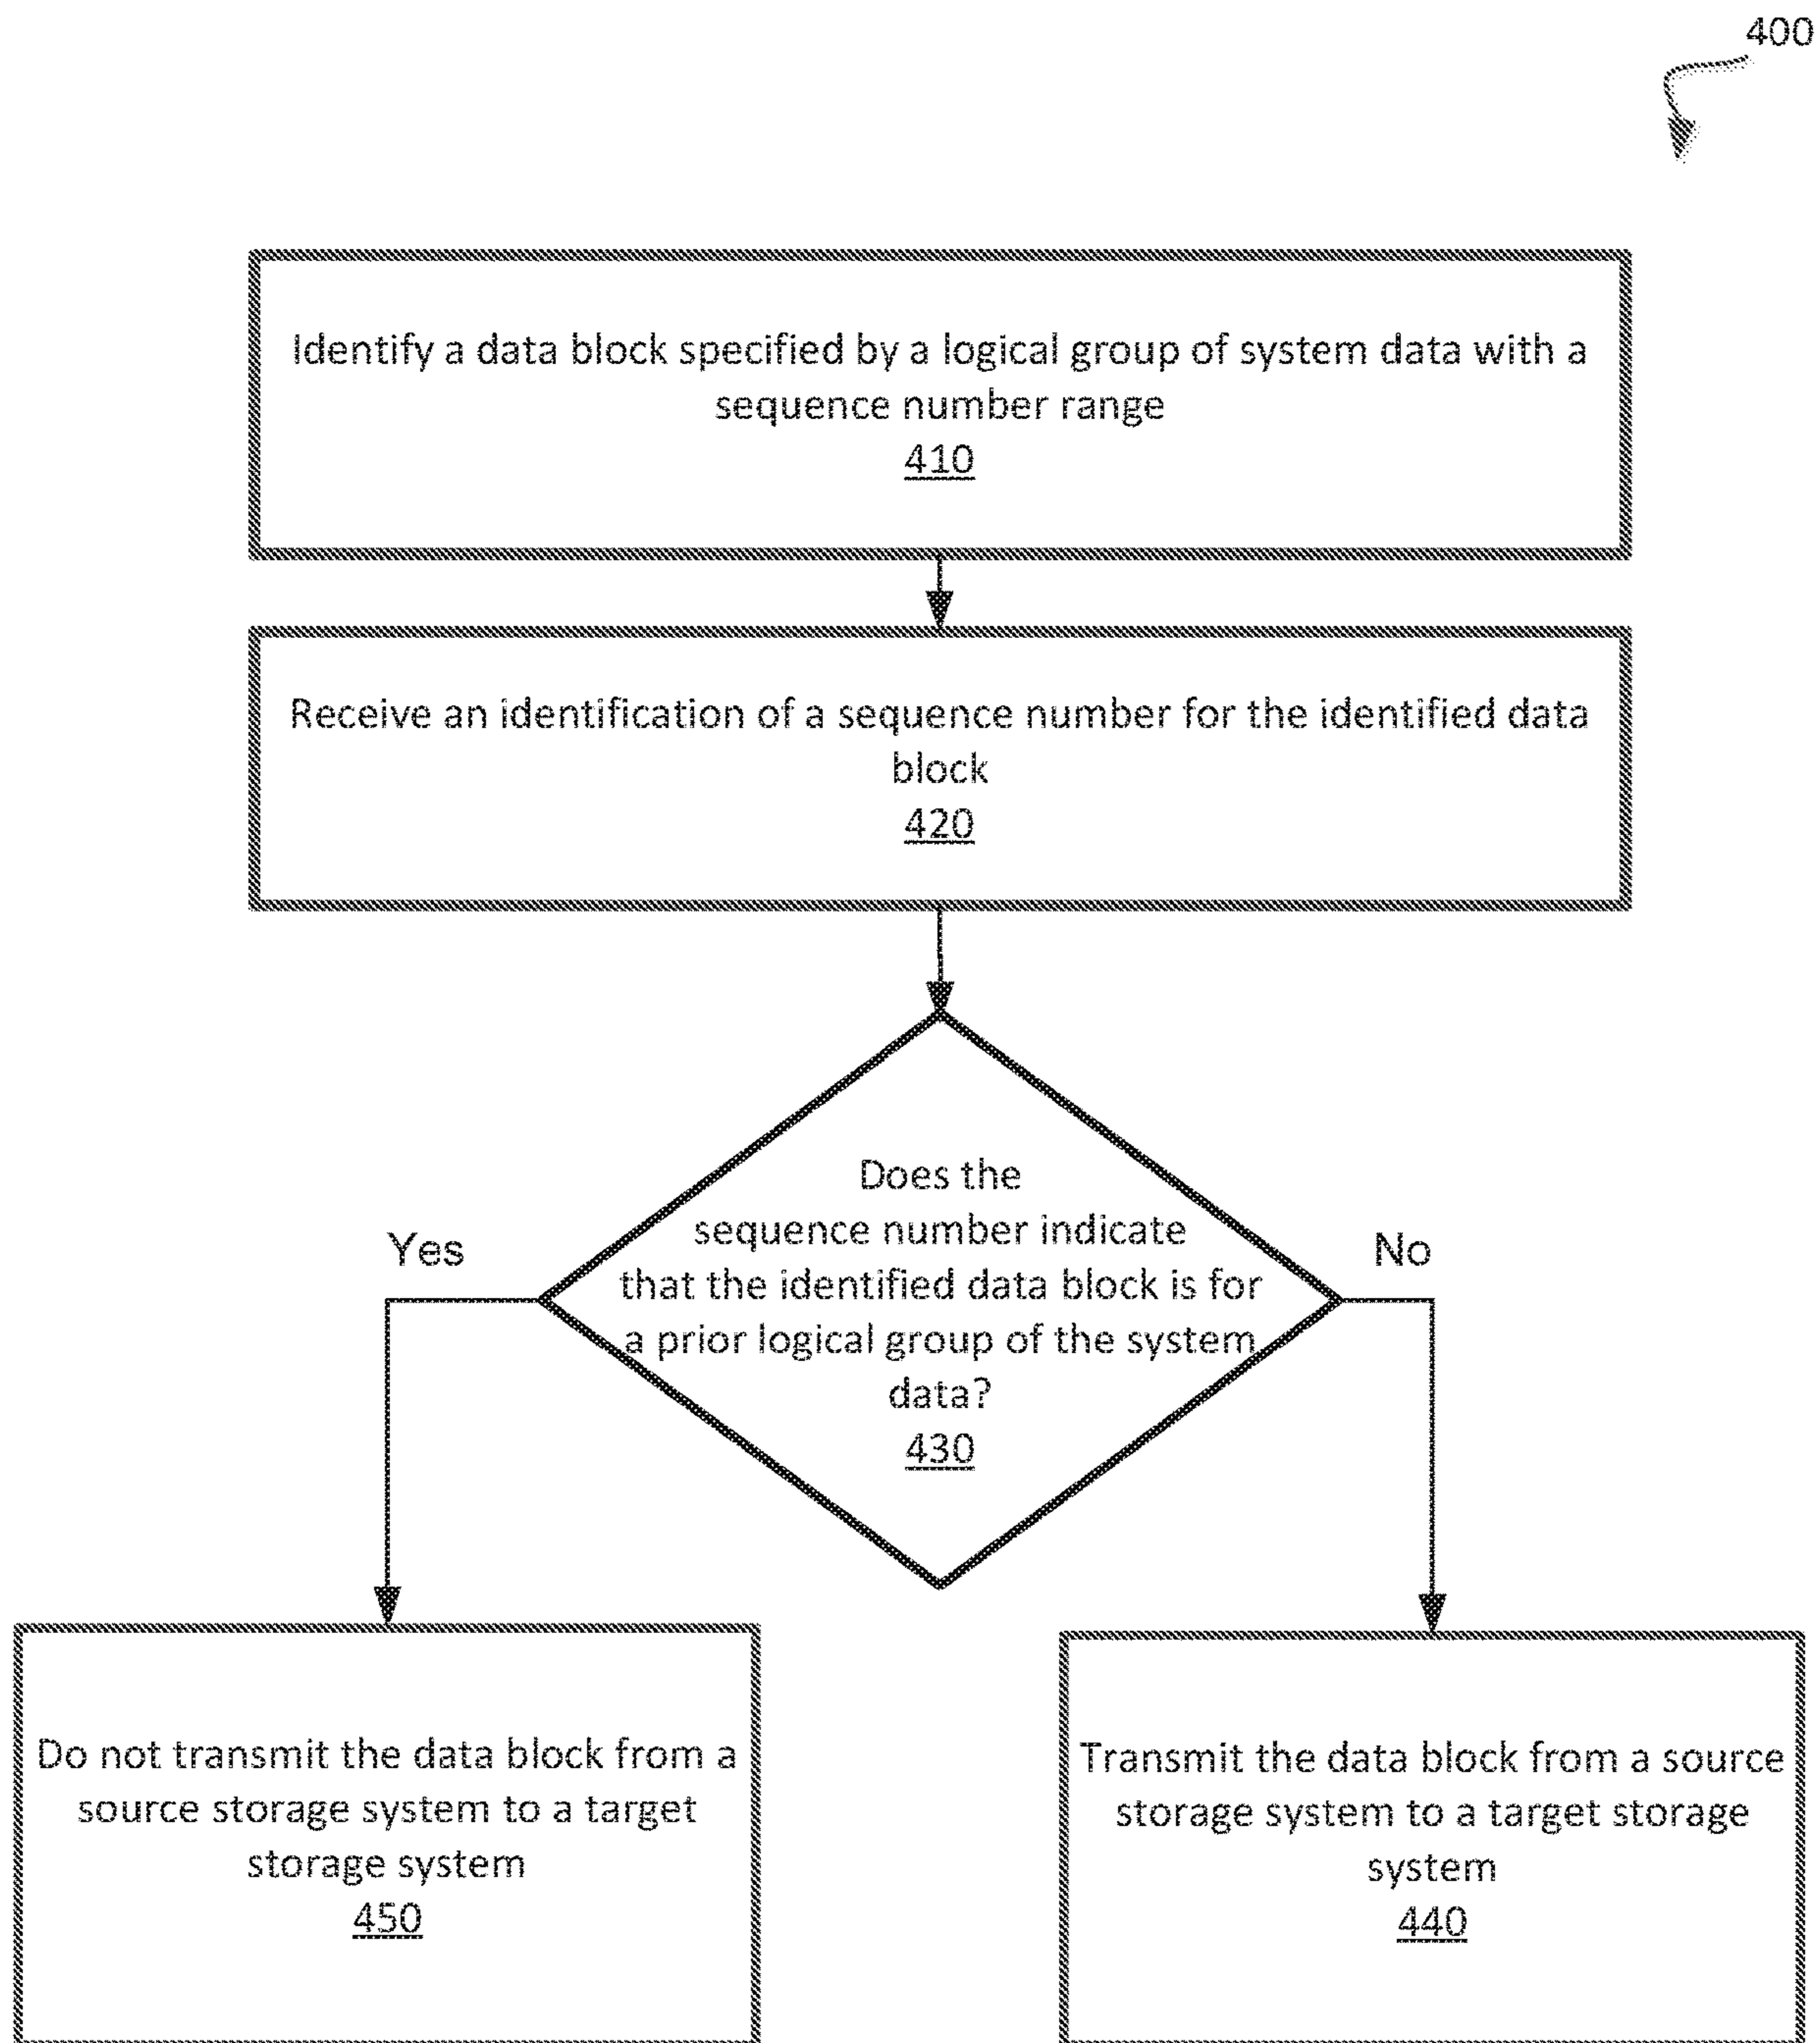 400
Identify a data block specified by a logical group of system data with a
sequence number range
410
Receive an identification of a sequence number for the identified data
block
420
Does the
sequence number indicate
that the identified data block is for
a prior logical group of the system
data?
430
Yes
No
Do not transmit the data block from a
source storage system to a target
storage system
450
Transmit the data block from a source
storage system to a target storage
system
440